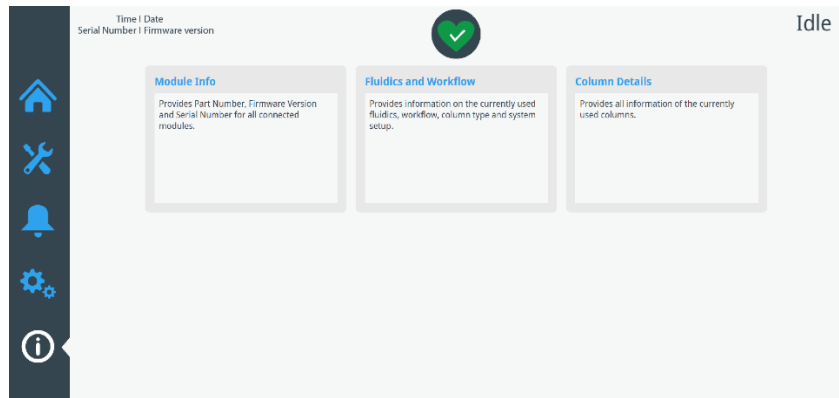 Time I Date
Serial Number I Firmware version
Idle
Module Info
Provides Part Number, Firmware Version
and Serial Number for all connected
modules.
Fluidics and Workflow
Provides information on the currently used
fluidics, workflow, column type and system
setup.
Column Details
Provides all information of the currently
used columns.